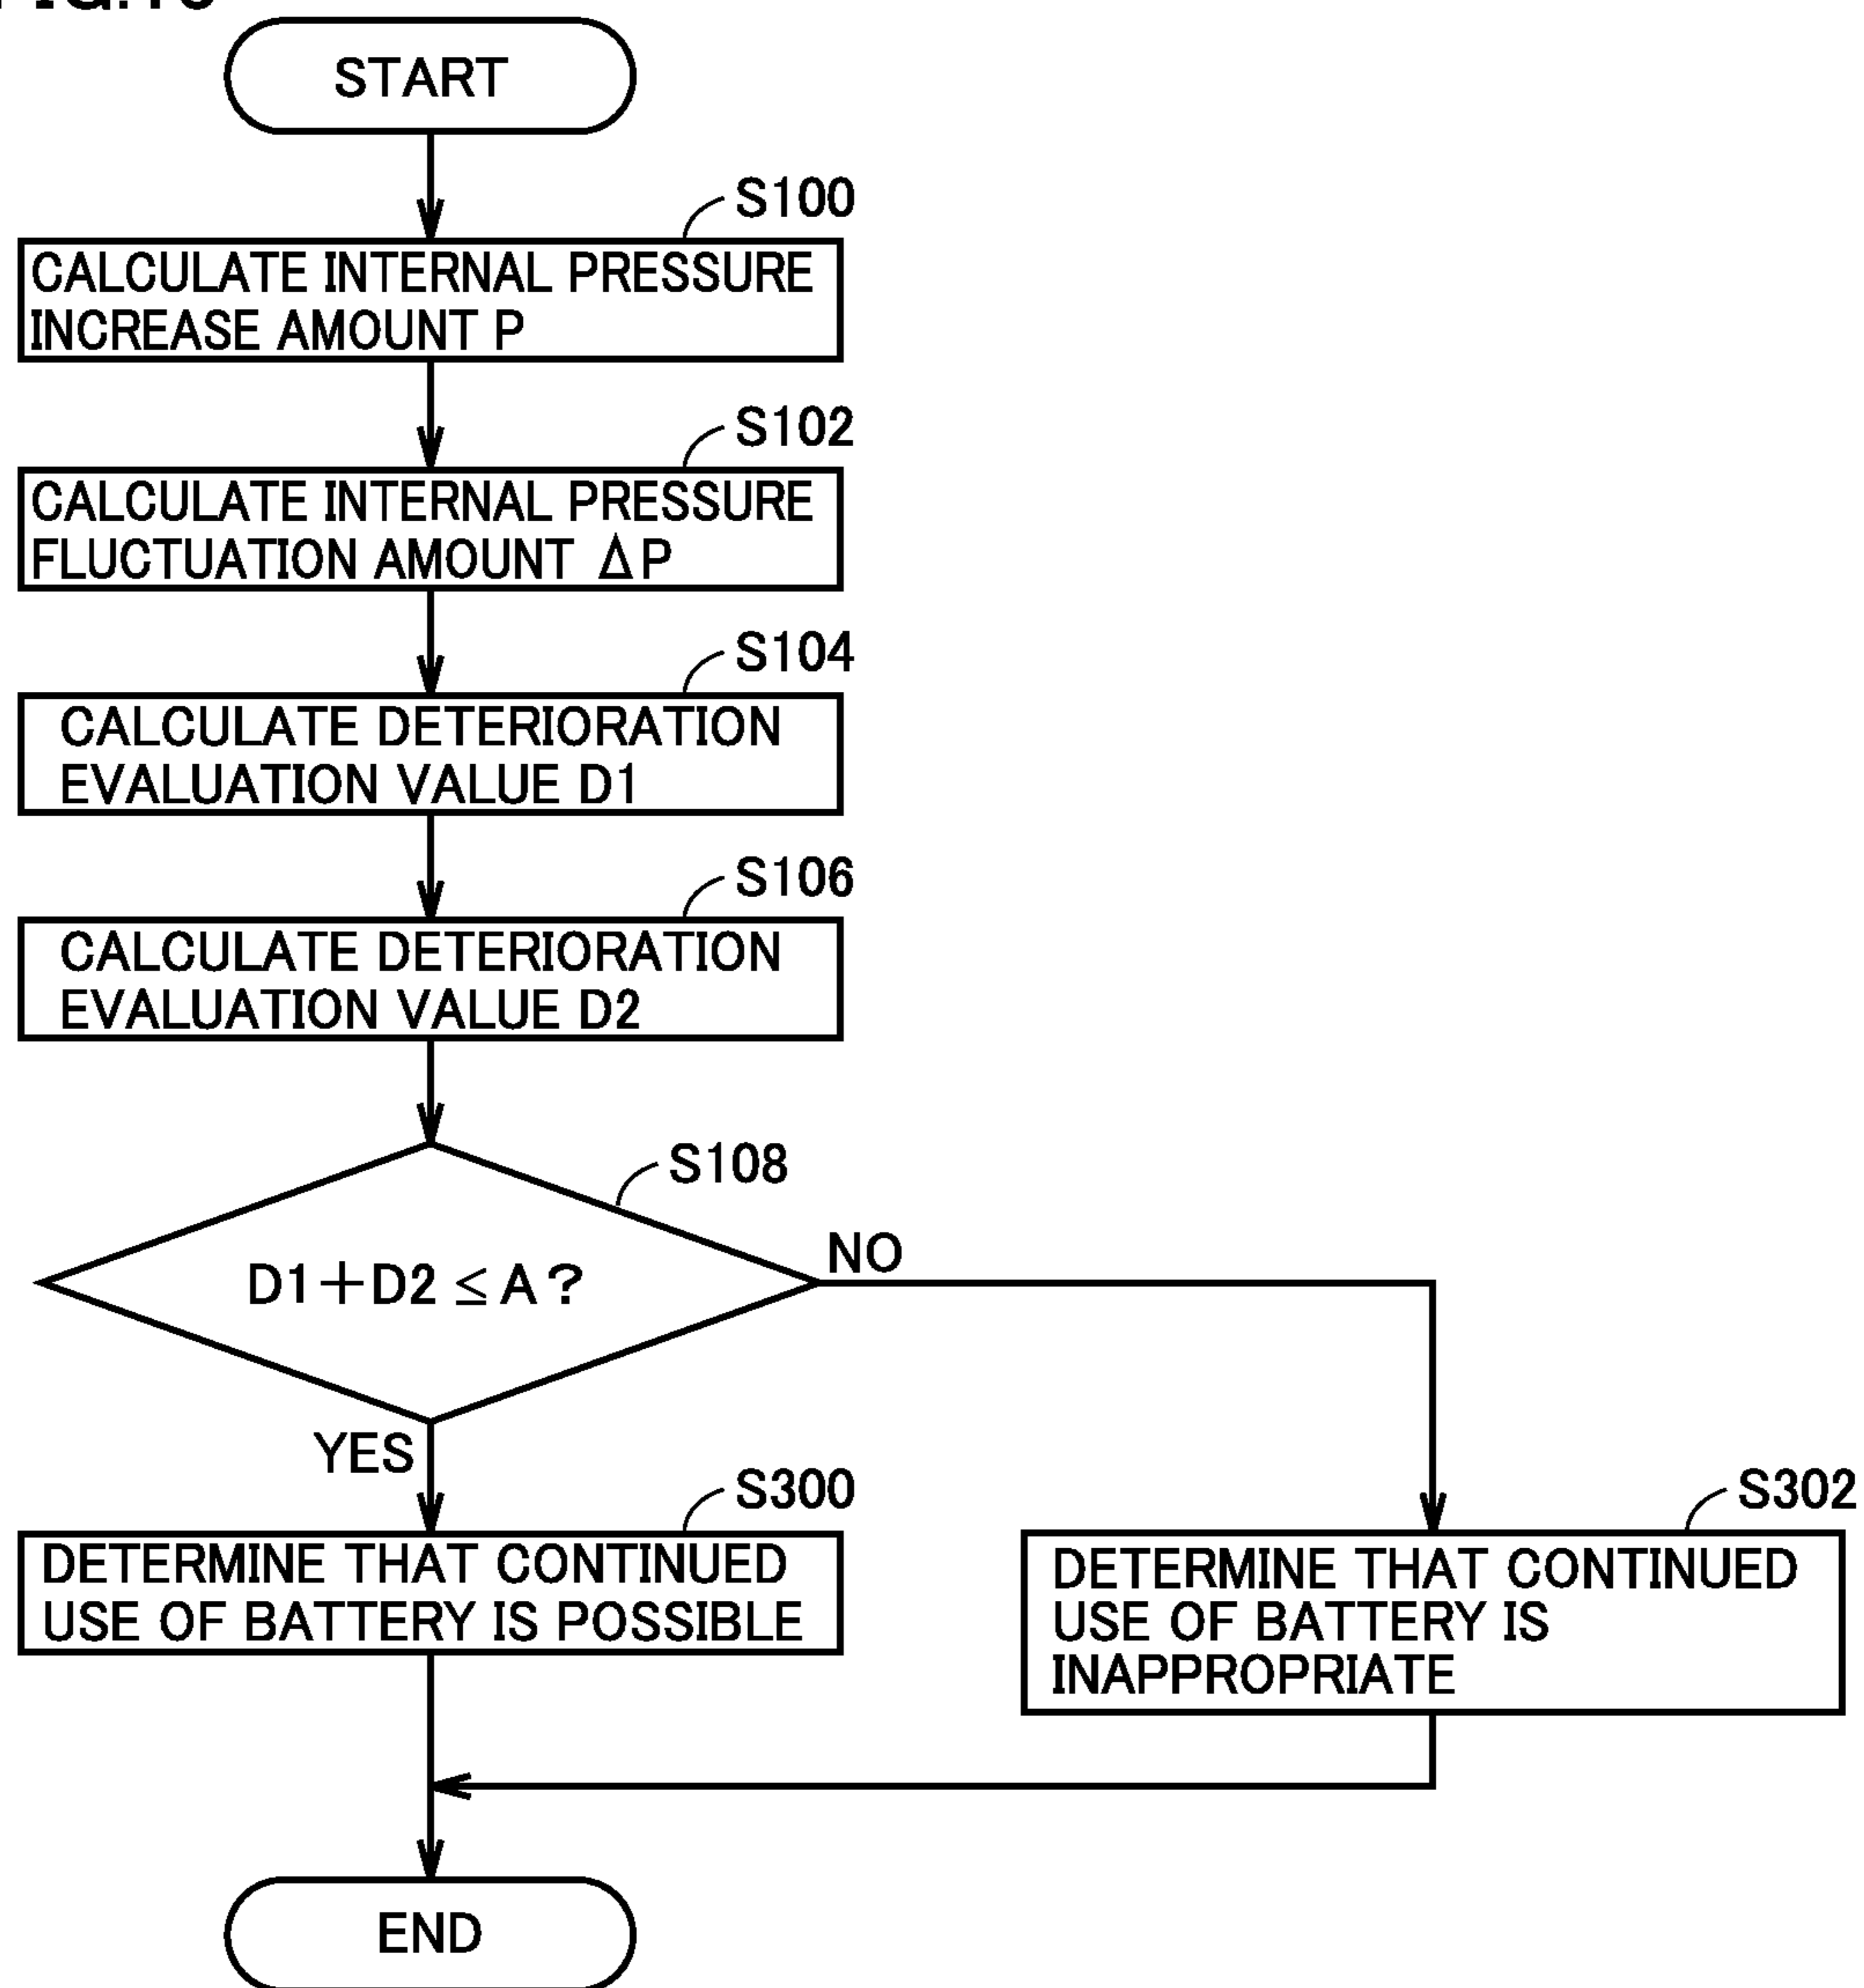 START
S100
CALCULATE INTERNAL PRESSURE
INCREASE AMOUNT P
S102
CALCULATE INTERNAL PRESSURE
FLUCTUATION AMOUNT ΔP
S104
CALCULATE DETERIORATION
EVALUATION VALUE D1
S106
CALCULATE DETERIORATION
EVALUATION VALUE D2
S108
D1+D2 ≤ A?
NO
YES
S300
DETERMINE THAT CONTINUED
USE OF BATTERY IS POSSIBLE
S302
DETERMINE THAT CONTINUED
USE OF BATTERY IS
INAPPROPRIATE
END